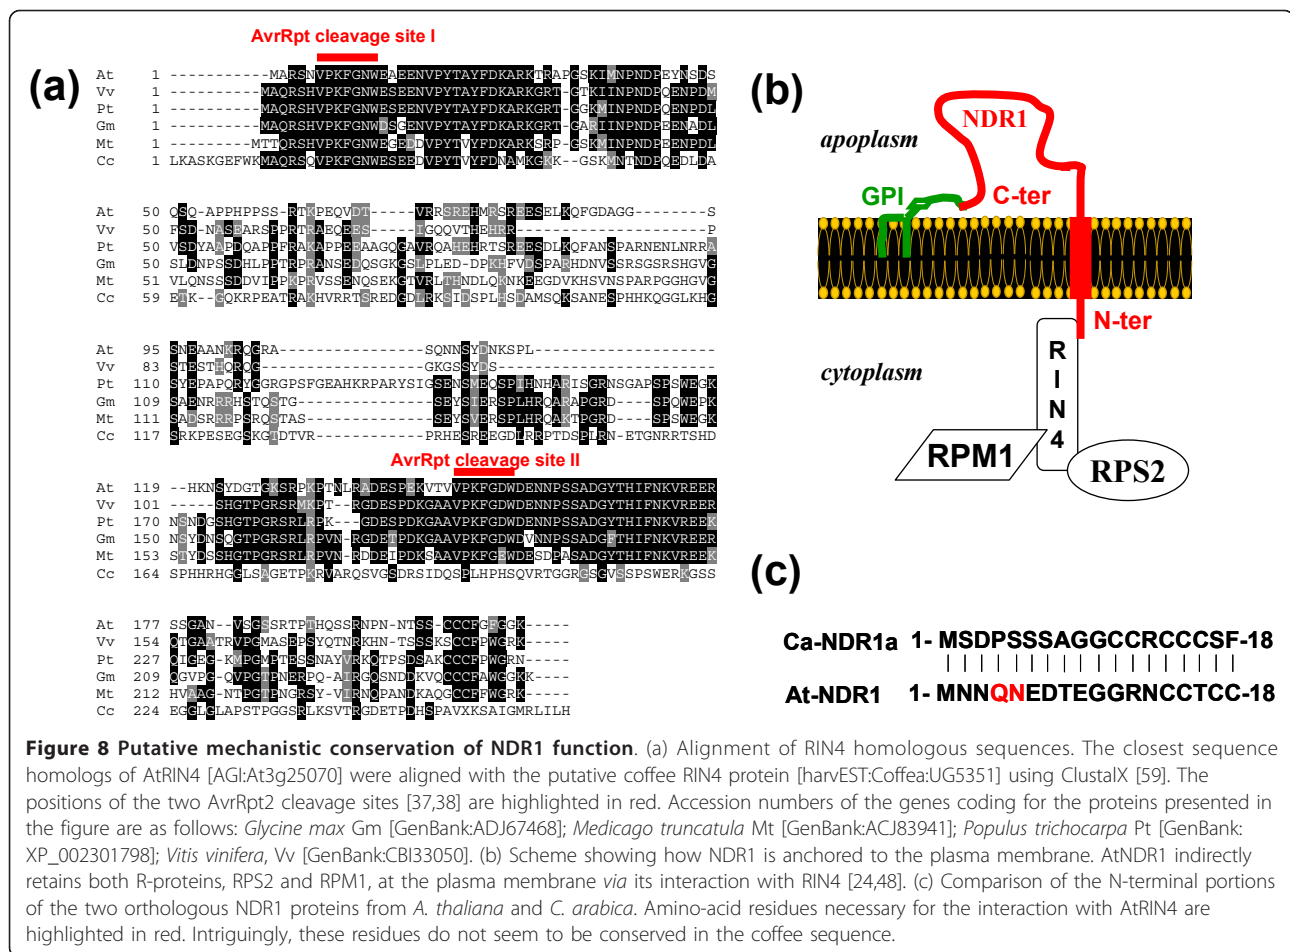 AvrRpt cleavage site I
(a)
At 1 -----------MARSNVPKFGNWEAEENVPYTAYFDKARKTRAPGSKIMNPNDPEYNSDS
Vv 1 ----------MAQRSHVPKFGNWESEENVPYTAYFDKARKGRT-GTKIINPNDPQENPDM
Pt 1 ----------MAQRSHVPKFGNWESEENVPYTAYFDKARKGRT-GGKMINPNDPQENPDL
Gm 1 ----------MAQRSHVPKFGNWDSGENVPYTAYFDKARKGRT-GARIINPNDPEENADL
Mt 1 ---------MTTQRSHVPKFGNWEGEDDVPYTAYFDKARKSRP-GSKMINPNDPQENPDL
Cc 1 LKASKGEFWKMAQRSQVPKFGNWESEEDVPYTVYFDNAMKGKK--GSKMNTNDPQEDLDA
At 50 QSQ-APPHPPSS-RTKPEQVDT------VRRSREHMRSREESELKQFGDAGG------S
Vv 50 FSD-NASEARSPPRTRAEQEES------IGQQVTHEHRR-------------------P
Pt 50 VSDYAAPDQAPPFRAKAPPEEAAGQGAVRQAHEHRTSREESDLKQFANSPARNENLNRRA
Gm 50 SLDNPSSDHLPPTRPRANSEDQSGKGSLPLED-DPKHFVDSPARHDNVSSRSGSRSHGVG
Mt 51 VLQNSSSDDVIPPKPRVSSENQSEKGTVRLTHNDLQKNKEEGDVKHSVNSPARPGGHGVG
Cc 59 ETK--GQKRPEATRAKHVRRTSREDGDLRKSIDSPLHSDAMSQKSANESPHHKQGGLKHG
At 95 SNEAANKRQGRA----------------SQNNSYDNKSPL--------------------
Vv 83 STESTHQRQG------------------GKGSSYDS------------------------
Pt 110 SYEPAPQRYGGRGPSFGEAHKRPARYSIGSENSMEQSPIHNHARISGRNSGAPSPSWEGK
Gm 109 SAENRRRHSTQSTG---------------SEYSIERSPLHRQARAPGRD----SPQWEPK
Mt 111 SADSRRRPSRQSTAS--------------SEYSVERSPLHRQAKTPGRD----SPSWEGK
Cc 117 SRKPESEGSKGTDTVR------------PRHESREEGDLRRPTDSPLRN-ETGNRRTSHD
AvrRpt cleavage site II
At 119 --HKNSYDGTGKSRPKPTNLRADESPEKVTVVPKFGDWDENNPSSADGYTHIFNKVREER
Vv 101 -----SHGTPGRSRMKPT--RGDESPDKGAAVPKFGDWDENNPSSADGYTHIFNKVREER
Pt 170 NSNDGSHGTPGRSRLRPK---GDESPDKGAAVPKFGDWDENNPSSADGYTHIFNKVREEK
Gm 150 NSYDNSQGTPGRSRLRPVN-RGDETPDKGAAVPKFGDWDVNNPSSADGFTHIFNKVREER
Mt 153 STYDSSHGTPGRSRLRPVN-RDDEIPDKSAAVPKFGEWDESDPASADGYTHIFNKVREEK
Cc 164 SPHHRHGGLSAGETPKRVARQSVGSDRSIDQSPLHPHSQVRTGGRGSGVSSPSWERKGSS
At 177 SSGAN--VSGSSRTPTHQSSRNPN-NTSS-CCCFGFGGK-----
Vv 154 QTGAATRVPGMASEPSYQTNRKHN-TSSSKSCCCFPWGRK-----
Pt 227 QIGEG-KMPGMPTESSNAYVRKQTPSDSAKCCCFPWGRN-----
Gm 209 QGVPG-QVPGTPNERPQ-AIRGQSNDDKVQCCCFAWGGKK----
Mt 212 HVAAG-NTPGTPNGRSY-VIRNQPANDKAQGCCFFWGRK-----
Cc 224 EGGLGLAPSTPGGSRLKSVTRGDETPDHSPAVXKSAIGMRLILH
(b)
apoplasm
NDR1
GPI
C-ter
N-ter
cytoplasm
RIN4
RPM1
RPS2
(c)
Ca-NDR1a 1- MSDPSSSAGGCCRCCCSF-18
At-NDR1 1- MNNQNEDTEGGRNCCTCC-18
Figure 8 Putative mechanistic conservation of NDR1 function. (a) Alignment of RIN4 homologous sequences. The closest sequence
homologs of AtRIN4 [AGI:At3g25070] were aligned with the putative coffee RIN4 protein [harvEST:Coffea:UG5351] using ClustalX [59]. The
positions of the two AvrRpt2 cleavage sites [37,38] are highlighted in red. Accession numbers of the genes coding for the proteins presented in
the figure are as follows: Glycine max Gm [GenBank:ADJ67468]; Medicago truncatula Mt [GenBank:ACJ83941]; Populus trichocarpa Pt [GenBank:
XP_002301798]; Vitis vinifera, Vv [GenBank:CBI33050]. (b) Scheme showing how NDR1 is anchored to the plasma membrane. AtNDR1 indirectly
retains both R-proteins, RPS2 and RPM1, at the plasma membrane via its interaction with RIN4 [24,48]. (c) Comparison of the N-terminal portions
of the two orthologous NDR1 proteins from A. thaliana and C. arabica. Amino-acid residues necessary for the interaction with AtRIN4 are
highlighted in red. Intriguingly, these residues do not seem to be conserved in the coffee sequence.